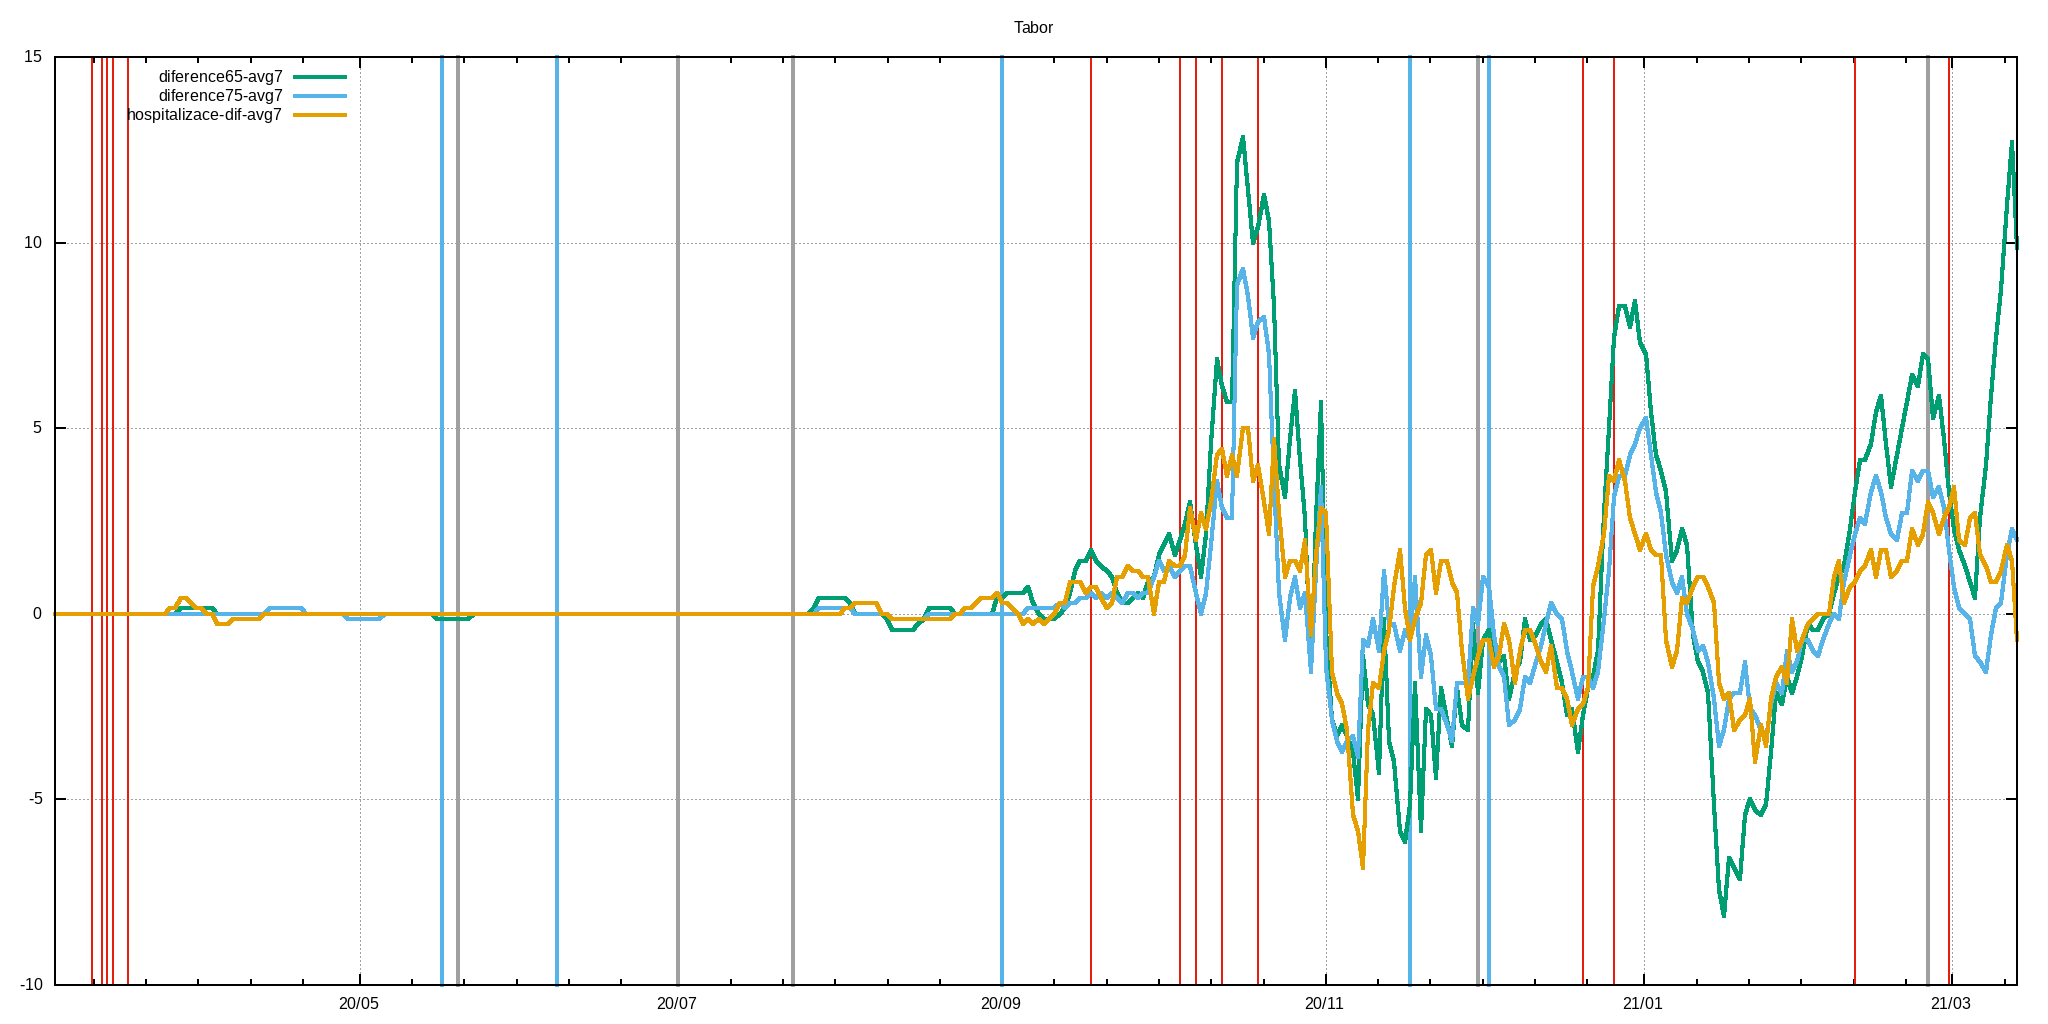 Tabor
15
diference65-avg7
diference75-avg7
hospitalizace-dif-avg7
10
5
0
-5
-10
20/05 20/07 20/09 20/11 21/01 21/03